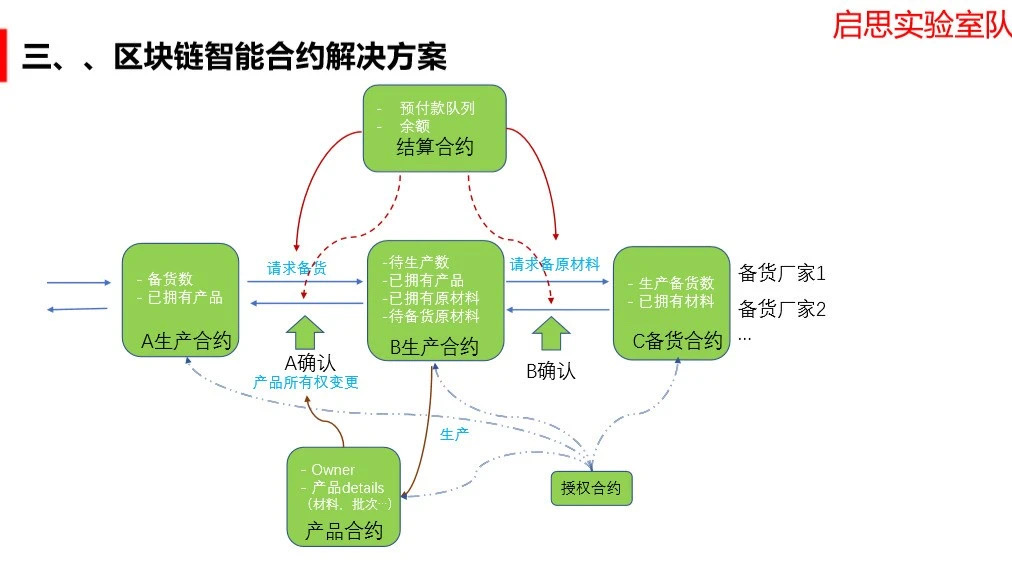 启思实验室队
三、、区块链智能合约解决方案
- 预付款队列
- 余额
结算合约
请求备货
请求备原材料
- 备货数
- 已拥有产品
A生产合约
-待生产数
-已拥有产品
-已拥有原材料
-待备货原材料
B生产合约
- 生产备货数
- 已拥有材料
C备货合约
备货厂家1
备货厂家2
...
A确认
产品所有权变更
B确认
生产
- Owner
- 产品details
（材料、批次...）
产品合约
授权合约